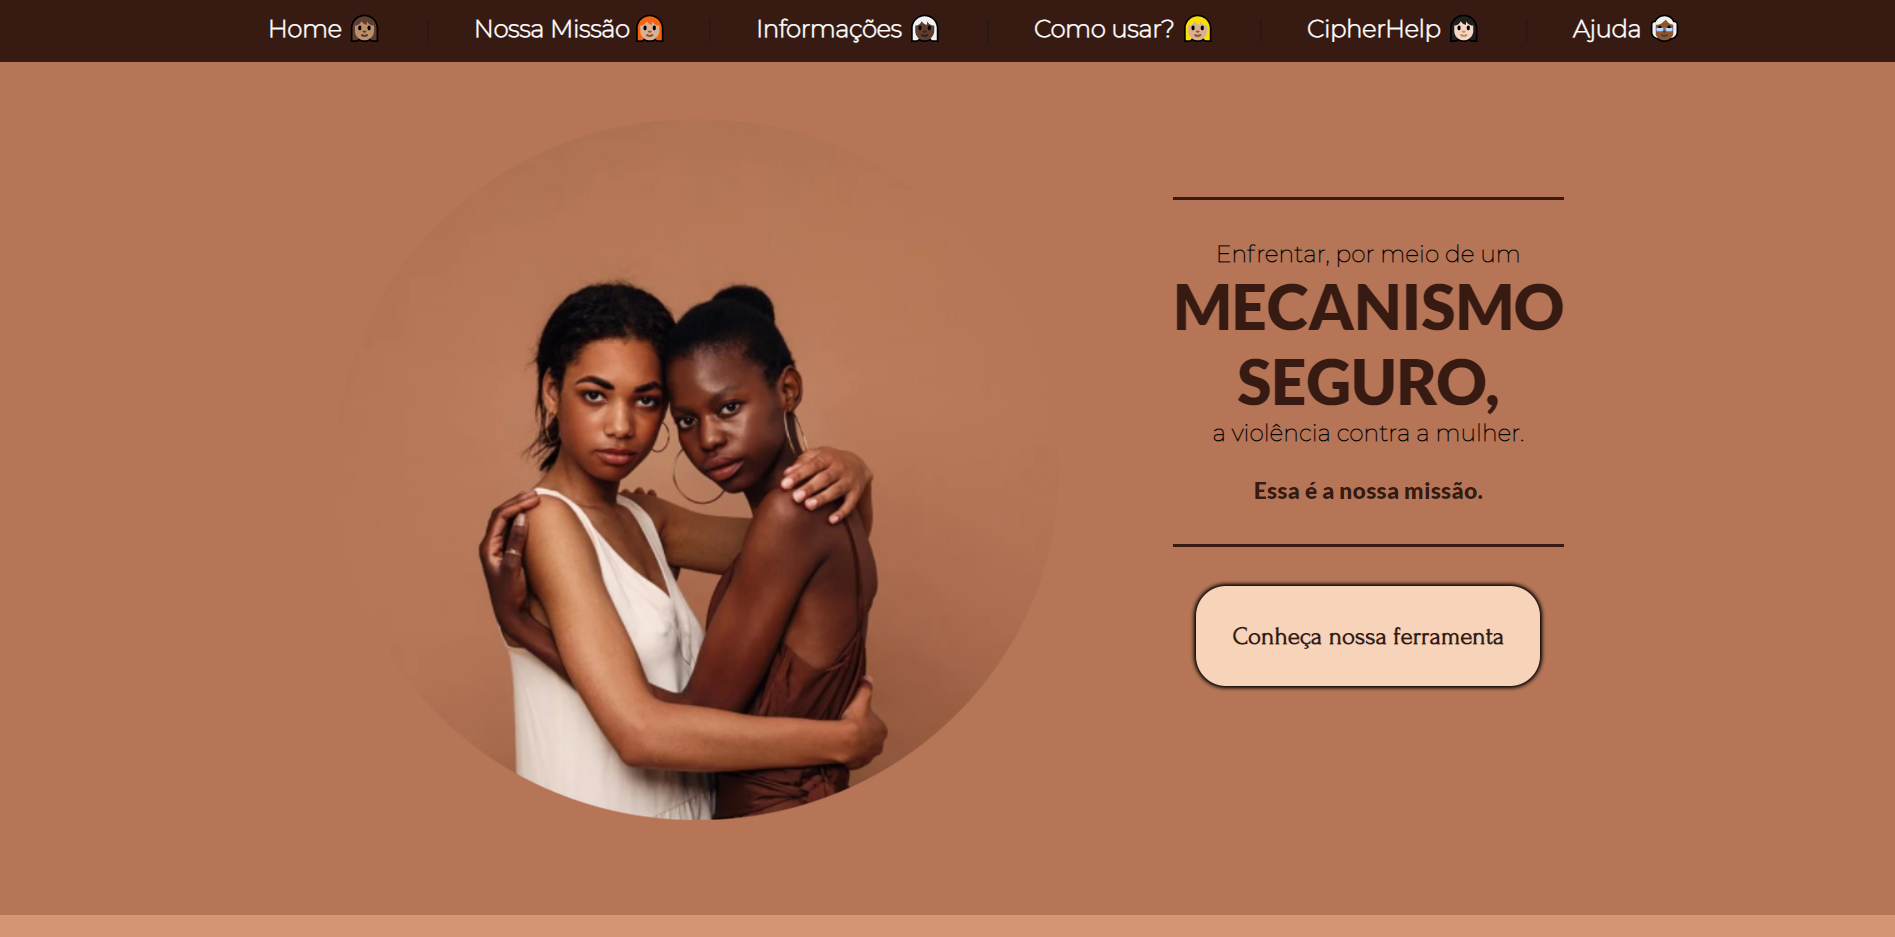 Home Nossa Missão Informações Como usar? CipherHelp Ajuda
Enfrentar, por meio de um
MECANISMO
SEGURO,
a violência contra a mulher.
Essa é a nossa missão.
Conheça nossa ferramenta